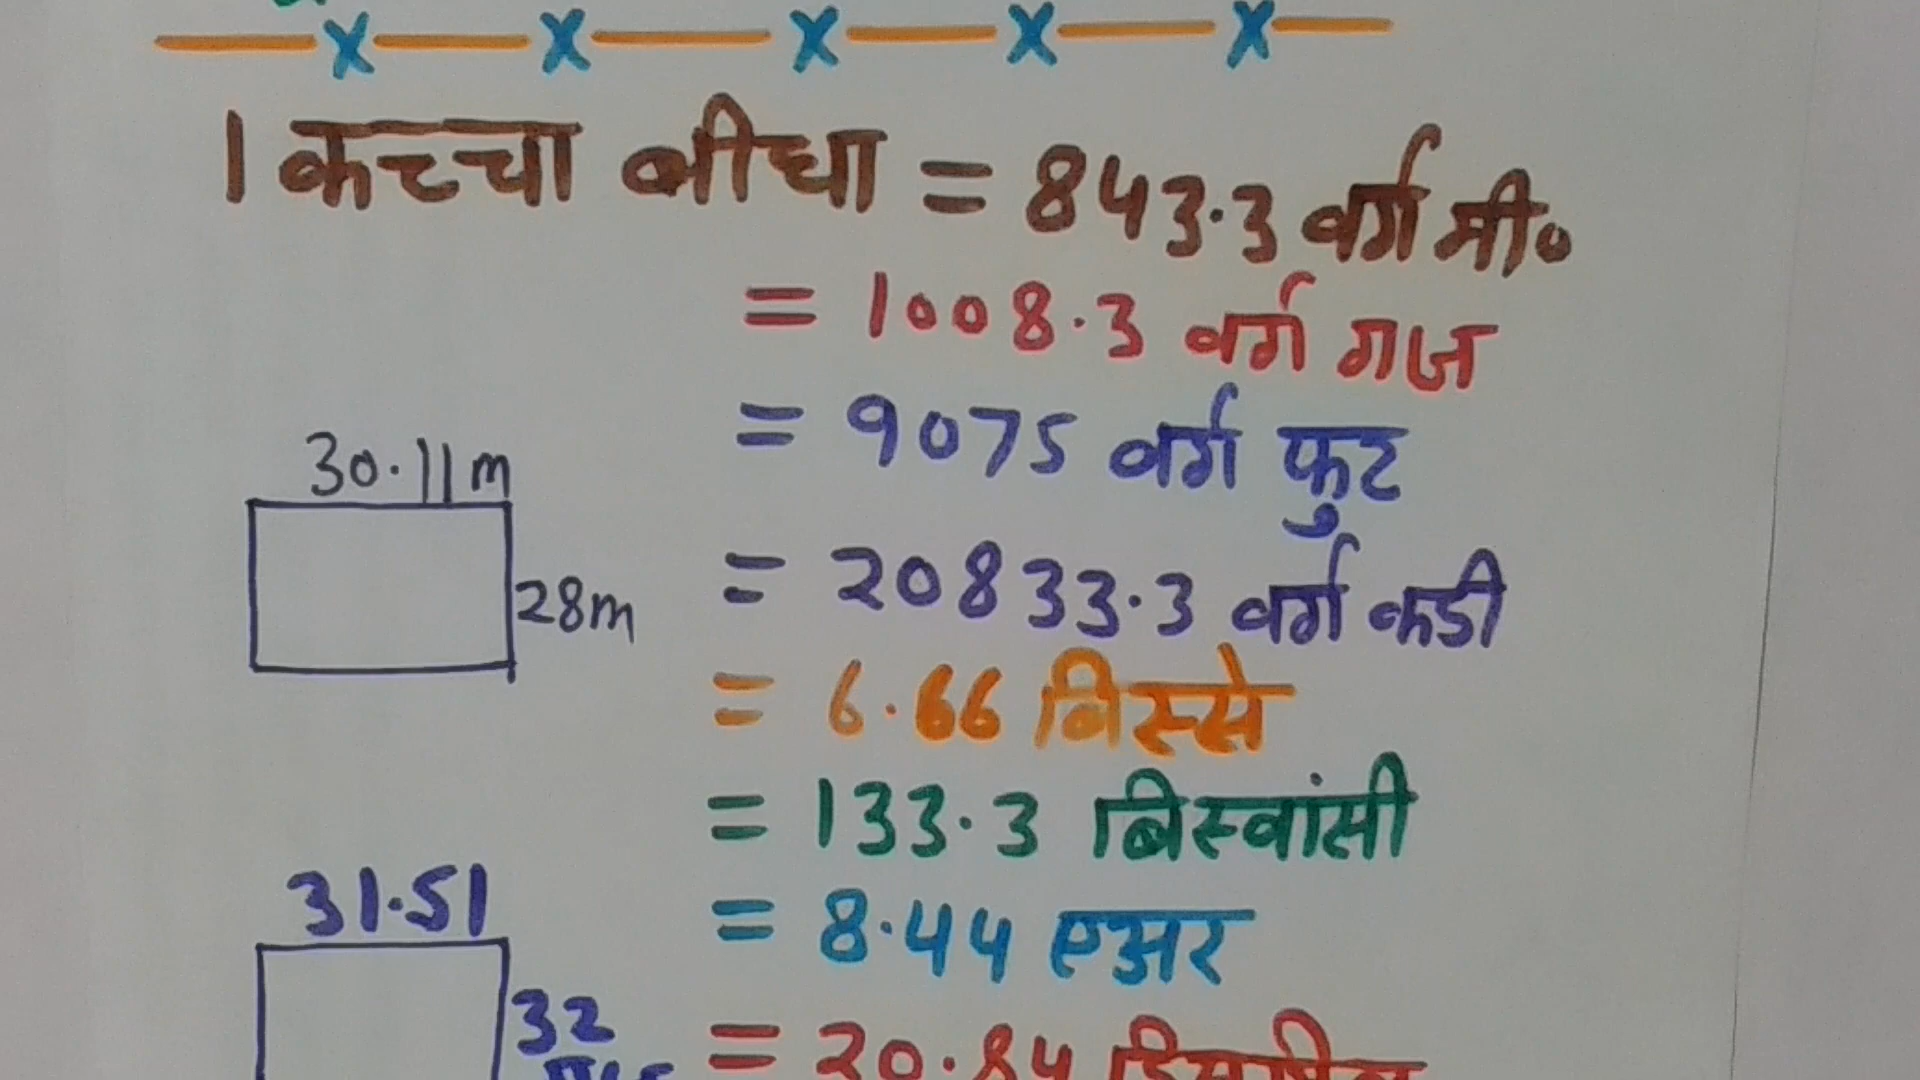 1 कच्चा बीघा = 843.3 वर्ग मी०
= 1008.3 वर्ग गज
= 9075 वर्ग फुट
30.11m
28m
= 20833.3 वर्ग कडी
= 6.66 बिस्से
= 133.3 बिस्वांसी
31.51
= 8.44 एअर
32
= 20.84